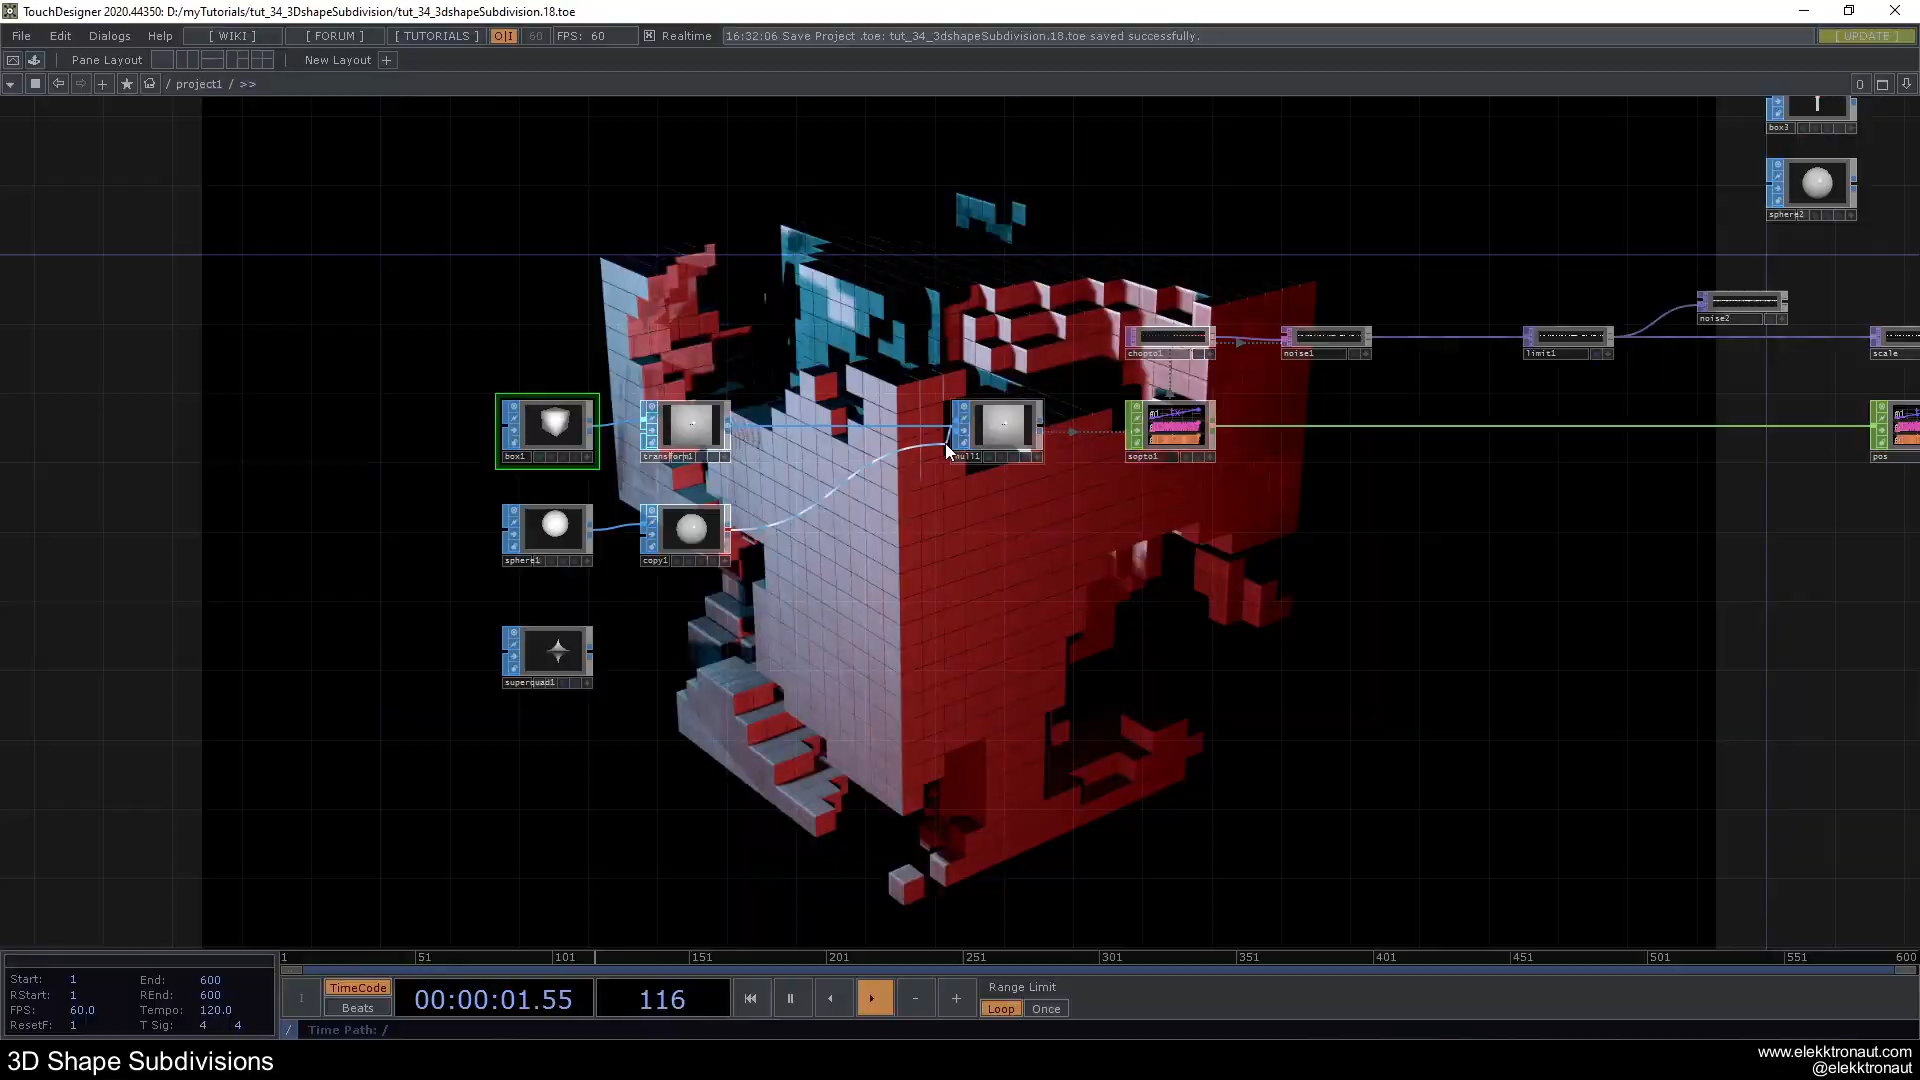 TouchDesigner 2020.44350: D:/myTutorials/tut_34_3DshapeSubdivision/tut_34_3dshapeSubdivision.18.toe
File Edit Dialogs Help [ WIKI ] [ FORUM ] [ TUTORIALS ] O|I 60 FPS: 60 Realtime 16:32:06 Save Project .toe: tut_34_3dshapeSubdivision.18.toe saved successfully. [ UPDATE ]
Pane Layout New Layout +
/ project1 / >> 0
box3
sphere2
noise2
chopto1 noise1 limit1 scale
box1 transform1 null1 sopto1 pos
sphere1 copy1
superquad1
1 51 101 151 201 251 301 351 401 451 501 551 600
Start: 1 End: 600
RStart: 1 REnd: 600
FPS: 60.0 Tempo: 120.0
ResetF: 1 T Sig: 4 4
TimeCode
Beats
00:00:01.55 116
- +
Range Limit
Loop Once
/ Time Path: /
3D Shape Subdivisions
www.elekktronaut.com
@elekktronaut